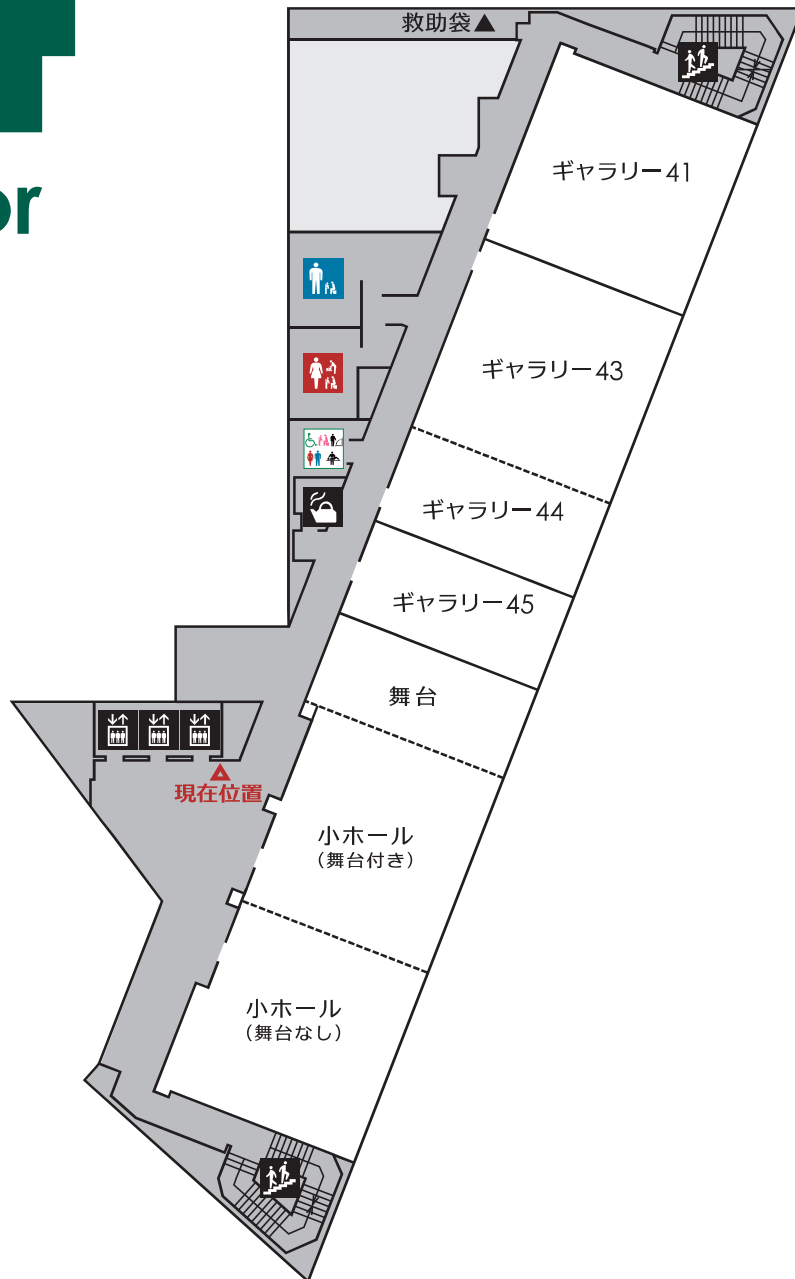 救助袋▲
ギャラリー41
or
ギャラリー43
ギャラリー44
ギャラリー45
舞台
現在位置
小ホール
(舞台付き)
小ホール
(舞台なし)